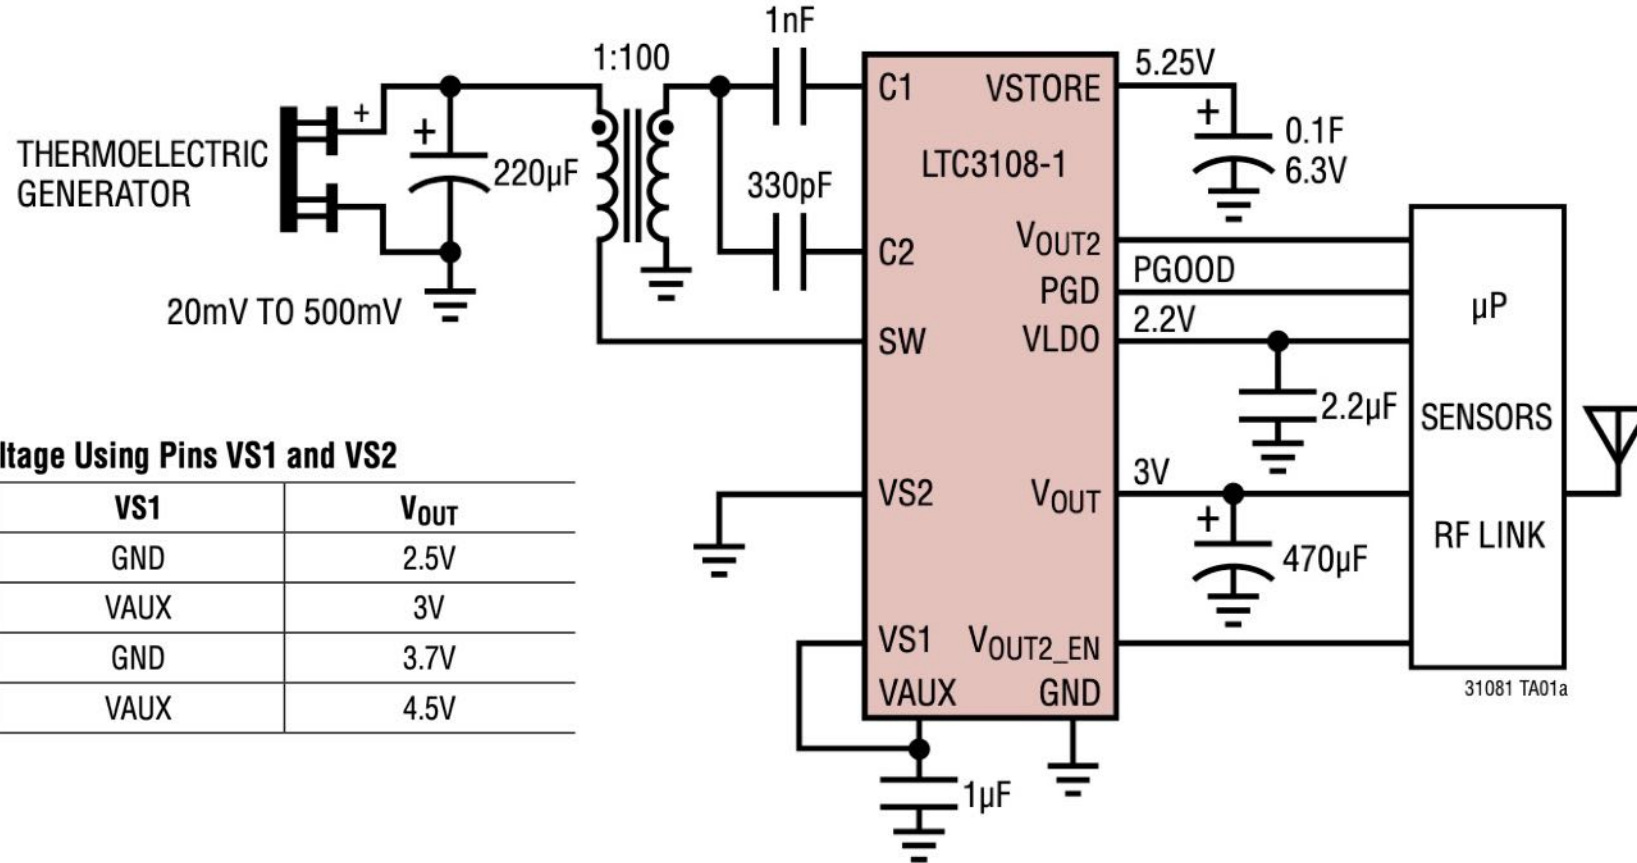 1nF
1:100
5.25V
C1
VSTORE
+
+
+
0.1F
6.3V
THERMOELECTRIC
GENERATOR
220µF
LTC3108-1
330pF
VOUT2
C2
PGOOD
PGD
µP
20mV TO 500mV
2.2V
SW
VLDO
2.2µF
SENSORS
Using Pins VS1 and VS2
3V
VS1
VOUT
VS2
VOUT
+
RF LINK
GND
2.5V
470µF
VAUX
3V
GND
3.7V
VS1
VOUT2_EN
VAUX
4.5V
VAUX
GND
31081 TA01a
1µF